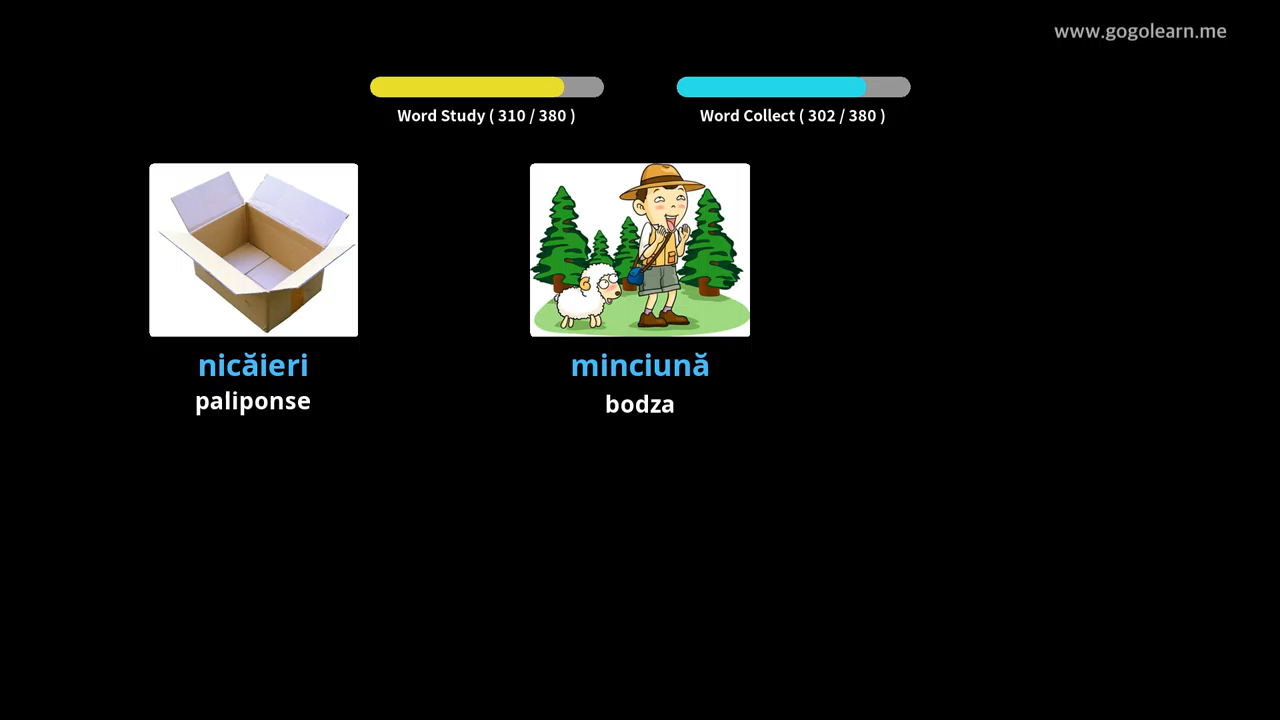 www.gogolearn.me
Word Study ( 310 / 380 )
Word Collect ( 302 / 380 )
nicăieri
paliponse
minciună
bodza